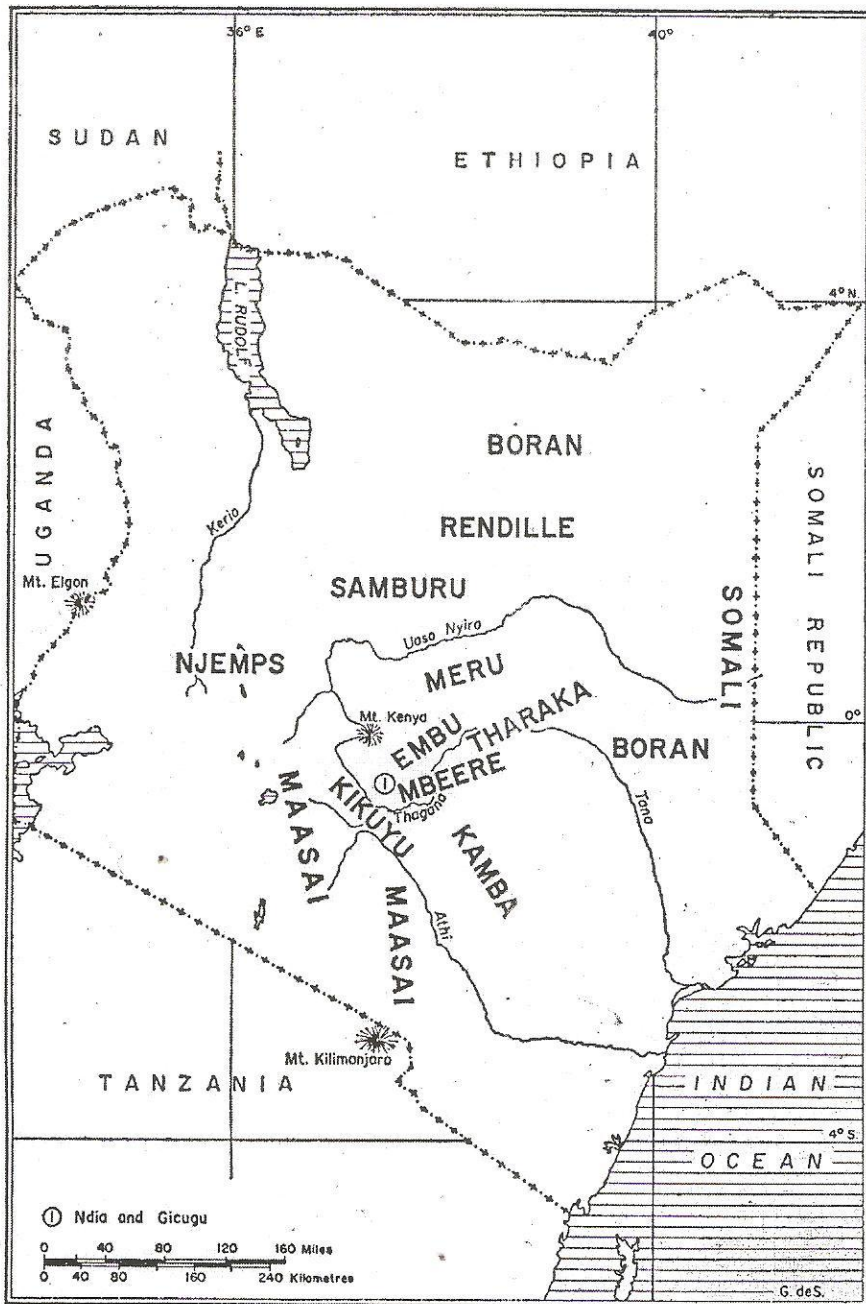 36° E
40°
SUDAN
ETHIOPIA
4° N
L. RUDOLF
UGANDA
BORAN
SOMALI REPUBLIC
Kerio
RENDILLE
Mt. Elgon
SAMBURU
SOMALI
Uaso Nyiro
NJEMPS
MERU
Mt. Kenya
0°
EMBU
THARAKA
BORAN
1
MBEERE
MAASAI
KIKUYU
Thagana
Tana
KAMBA
MAASAI
Athi
Mt. Kilimanjaro
TANZANIA
INDIAN
4° S.
OCEAN
1 Ndia and Gicugu
0 40 80 120 160 Miles
0 40 80 160 240 Kilometres
G. deS.